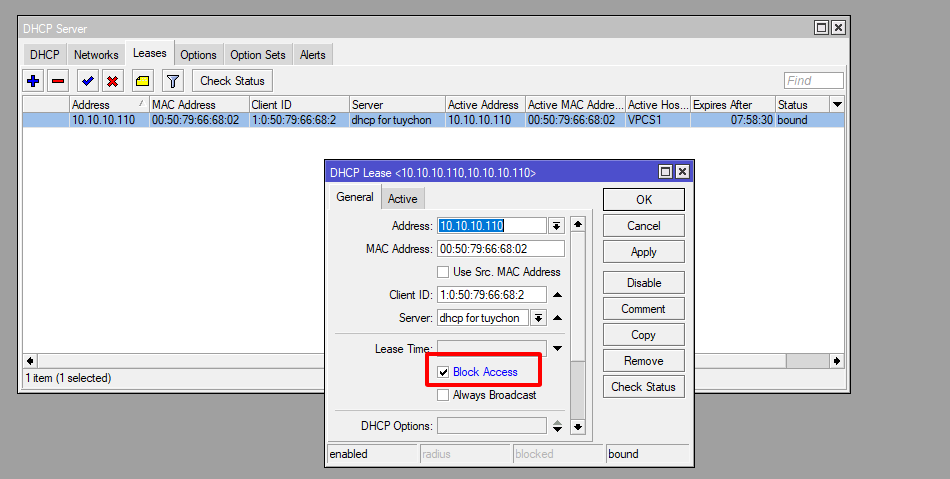 DHCP Server
DHCP Networks Leases Options Option Sets Alerts
Check Status Find
Address MAC Address Client ID Server Active Address Active MAC Addre... Active Hos... Expires After Status
10.10.10.110 00:50:79:66:68:02 1:0:50:79:66:68:2 dhcp for tuychon 10.10.10.110 00:50:79:66:68:02 VPCS1 07:58:30 bound
DHCP Lease <10.10.10.110,10.10.10.110>
General Active
OK
Address: 10.10.10.110
Cancel
MAC Address: 00:50:79:66:68:02
Apply
Use Src. MAC Address
Disable
Client ID: 1:0:50:79:66:68:2
Comment
Server: dhcp for tuychon
Copy
Lease Time:
Remove
Block Access
Check Status
Always Broadcast
DHCP Options:
1 item (1 selected)
enabled radius blocked bound